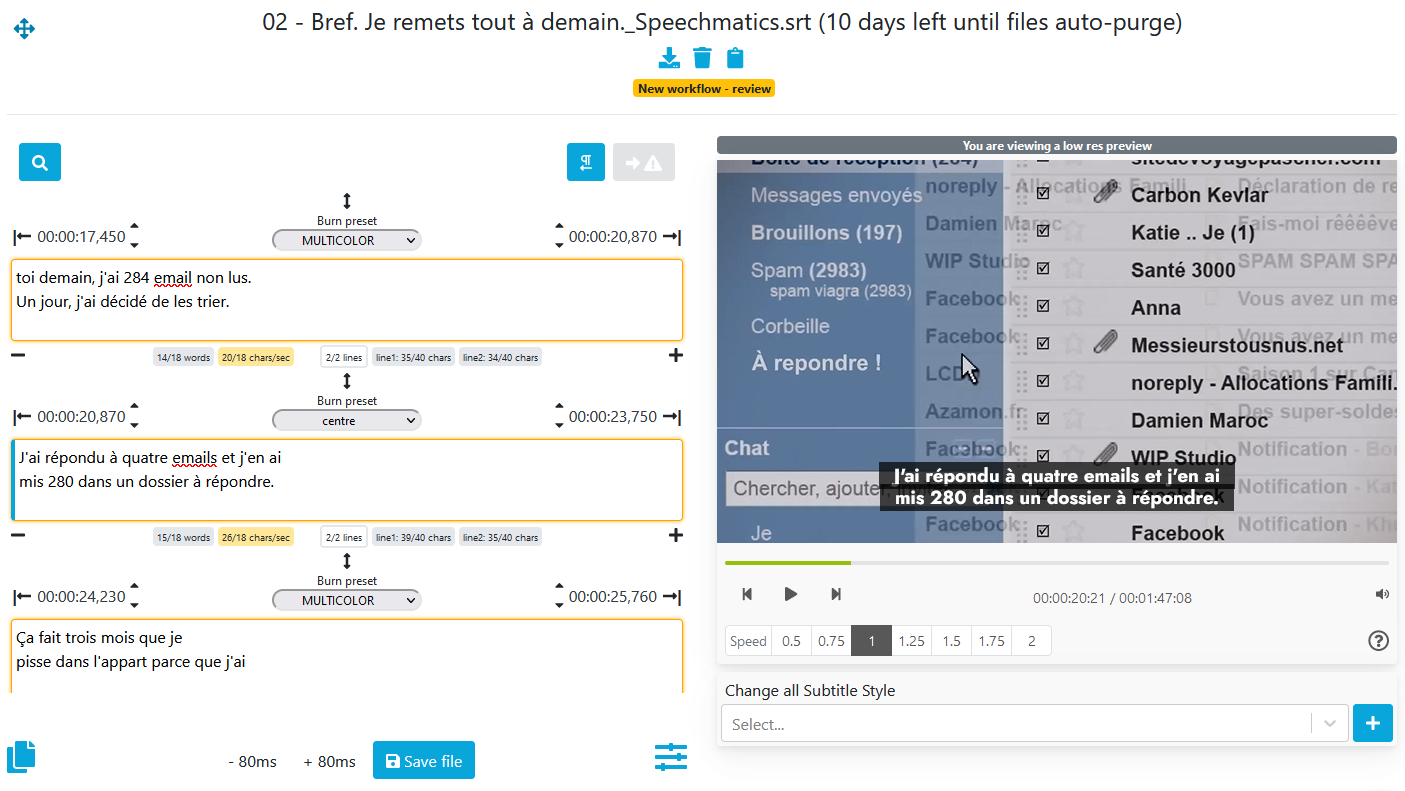 02 - Bref. Je remets tout à demain._Speechmatics.srt (10 days left until files auto-purge)
New workflow - review
Burn preset
00:00:17,450
MULTICOLOR
00:00:20,870
toi demain, j'ai 284 email non lus.
Un jour, j'ai décidé de les trier.
14/18 words
20/18 chars/sec
2/2 lines
line1: 35/40 chars
line2: 34/40 chars
Burn preset
00:00:20,870
centre
00:00:23,750
J'ai répondu à quatre emails et j'en ai
mis 280 dans un dossier à répondre.
15/18 words
26/18 chars/sec
2/2 lines
line1: 39/40 chars
line2: 35/40 chars
Burn preset
00:00:24,230
MULTICOLOR
00:00:25,760
Ça fait trois mois que je
pisse dans l'appart parce que j'ai
- 80ms
+ 80ms
Save file
You are viewing a low res preview
Boîte de réception (284)
Messages envoyés
Brouillons (197)
Spam (2983)
spam viagra (2983)
Corbeille
À repondre !
Chat
Chercher, ajouter
Je
noreply - Allocations Famili
Damien Maroc
WIP Studio
Facebook
Facebook
LCD
Azamon.fr
Facebook
Facebook
sitedevoyagepascher.com
Carbon Kevlar
Katie .. Je (1)
Santé 3000
Anna
Messieurstousnus.net
noreply - Allocations Famili.
Damien Maroc
WIP Studio
Facebook
Facebook
Déclaration de re
Fais-moi rêêêêve
SPAM SPAM SPA
Vous avez un me
Vous avez un me
Saison 1 sur Can
Des super-solde
Notification - Bo
Notification - Kat
Notification - Kh
J'ai répondu à quatre emails et j'en ai
mis 280 dans un dossier à répondre.
00:00:20:21 / 00:01:47:08
Speed
0.5
0.75
1
1.25
1.5
1.75
2
Change all Subtitle Style
Select...